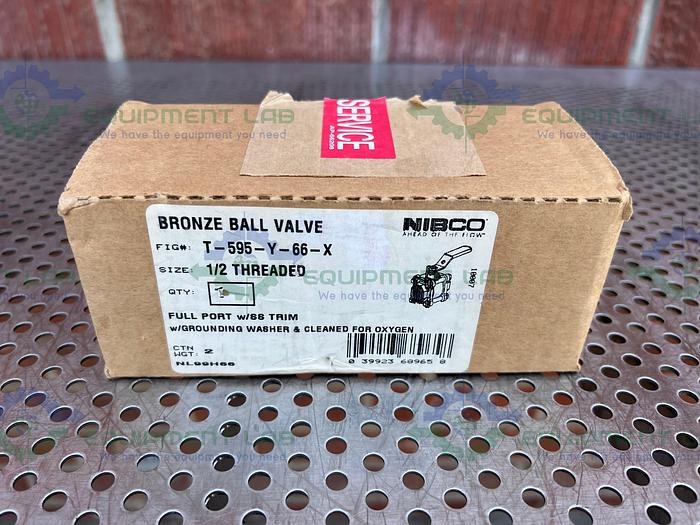 SERVICE
BRONZE BALL VALVE
NIBCO
AHEAD OF THE FLOW
FIG#: T-595-Y-66-X
SIZE: 1/2 THREADED
QTY:
10007
FULL PORT w/SS TRIM
w/GROUNDING WASHER & CLEANED FOR OXYGEN
CTN
WGT: 2
NL99H66
0 39923 68965 8
EQUIPMENT LAB
We have the equipment you need